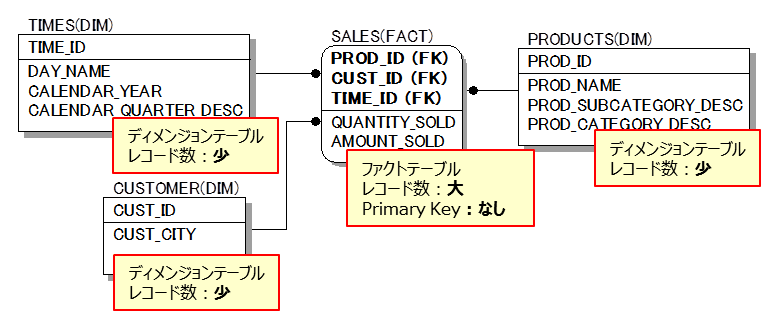 TIMES(DIM)
TIME_ID
DAY_NAME
CALENDAR_YEAR
CALENDAR_QUARTER_DESC
ディメンションテーブル
レコード数：少
SALES(FACT)
PROD_ID (FK)
CUST_ID (FK)
TIME_ID (FK)
QUANTITY_SOLD
AMOUNT_SOLD
ファクトテーブル
レコード数：大
Primary Key：なし
PRODUCTS(DIM)
PROD_ID
PROD_NAME
PROD_SUBCATEGORY_DESC
PROD_CATEGORY_DESC
ディメンションテーブル
レコード数：少
CUSTOMER(DIM)
CUST_ID
CUST_CITY
ディメンションテーブル
レコード数：少